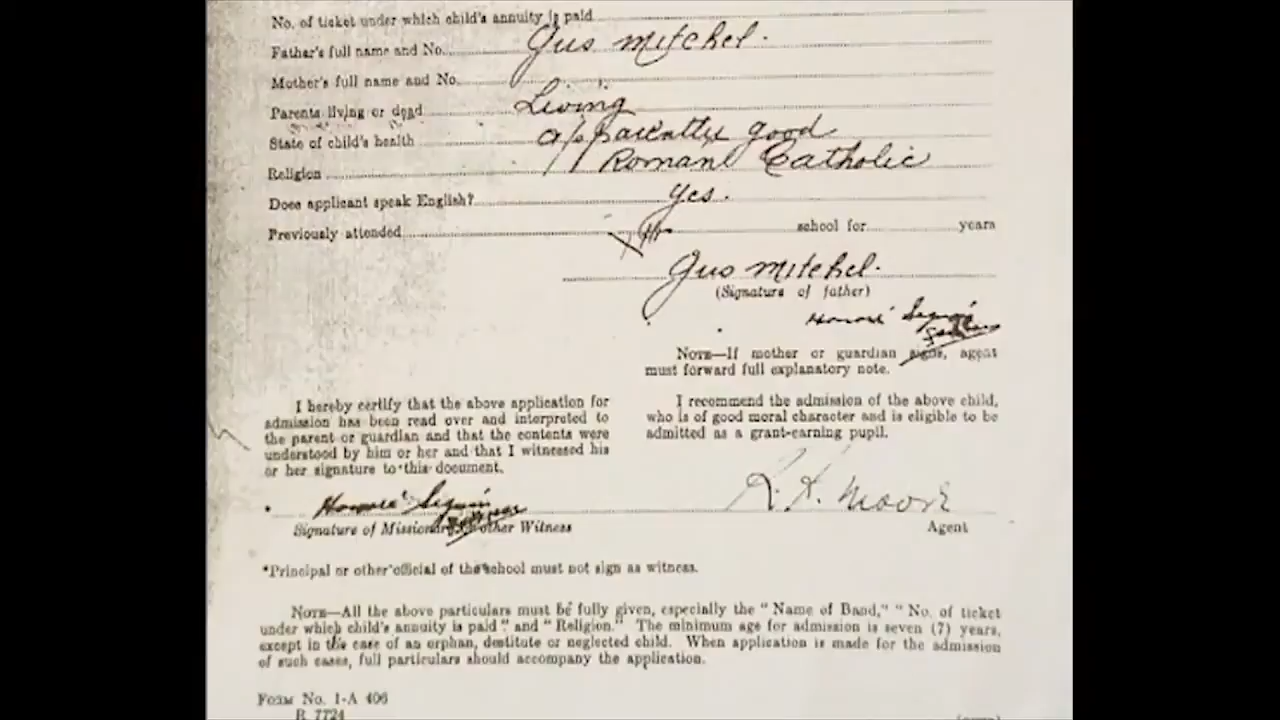 No. of ticket under which child's annuity is paid
Father's full name and No. Gus mitchel.
Mother's full name and No.
Parents living or dead Living
State of child's health apparently good
Religion Roman Catholic
Does applicant speak English? yes.
Previously attended school for years
Gus mitchel.
(Signature of father)
Honoré
NOTE—If mother or guardian signs, agent
must forward full explanatory note.
I hereby certify that the above application for
admission has been read over and interpreted to
the parent or guardian and that the contents were
understood by him or her and that I witnessed his
or her signature to this document.
I recommend the admission of the above child,
who is of good moral character and is eligible to be
admitted as a grant-earning pupil.
Honoré
Signature of Missionary or other Witness
Moore
Agent
*Principal or other official of the school must not sign as witness.
NOTE—All the above particulars must be fully given, especially the "Name of Band," "No. of ticket
under which child's annuity is paid" and "Religion." The minimum age for admission is seven (7) years,
except in the case of an orphan, destitute or neglected child. When application is made for the admission
of such cases, full particulars should accompany the application.
FORM No. 1-A 406
R 7724